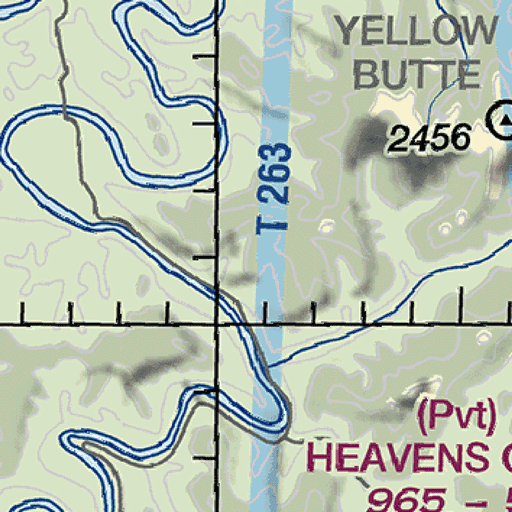 YELLOW
BUTTE
2456
T 263
(Pvt)
HEAVENS
965 –